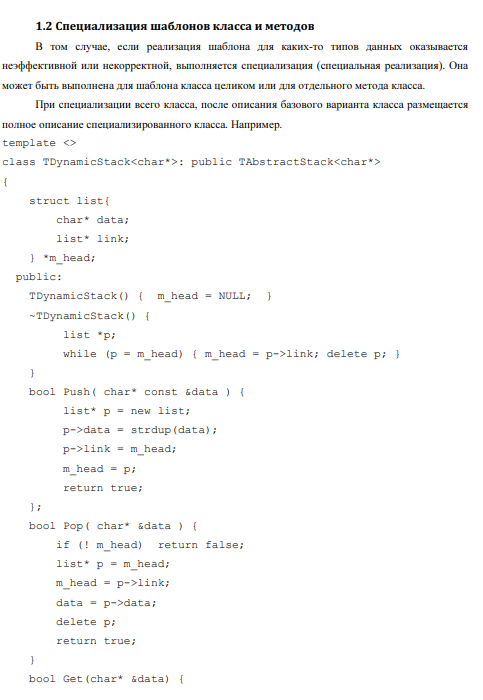 1.2 Специализация шаблонов класса и методов
В том случае, если реализация шаблона для каких-то типов данных оказывается
неэффективной или некорректной, выполняется специализация (специальная реализация). Она
может быть выполнена для шаблона класса целиком или для отдельного метода класса.
При специализации всего класса, после описания базового варианта класса размещается
полное описание специализированного класса. Например.
template <>
class TDynamicStack<char*>: public TAbstractStack<char*>
{
struct list{
char* data;
list* link;
} *m_head;
public:
TDynamicStack() { m_head = NULL; }
~TDynamicStack() {
list *p;
while (p = m_head) { m_head = p->link; delete p; }
}
bool Push( char* const &data ) {
list* p = new list;
p->data = strdup(data);
p->link = m_head;
m_head = p;
return true;
};
bool Pop( char* &data ) {
if (! m_head) return false;
list* p = m_head;
m_head = p->link;
data = p->data;
delete p;
return true;
}
bool Get(char* &data) {